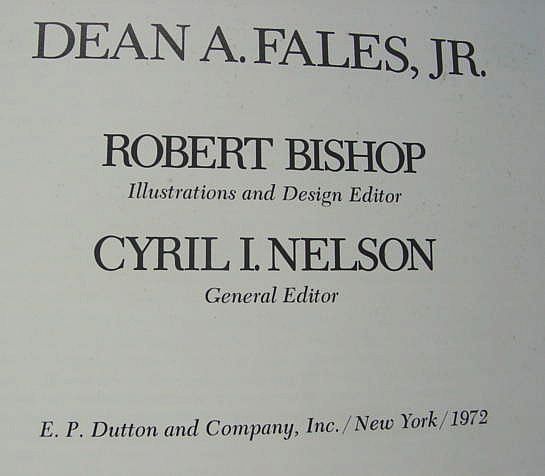 DEAN A. FALES, JR.
ROBERT BISHOP
Illustrations and Design Editor
CYRIL I. NELSON
General Editor
E. P. Dutton and Company, Inc. / New York / 1972